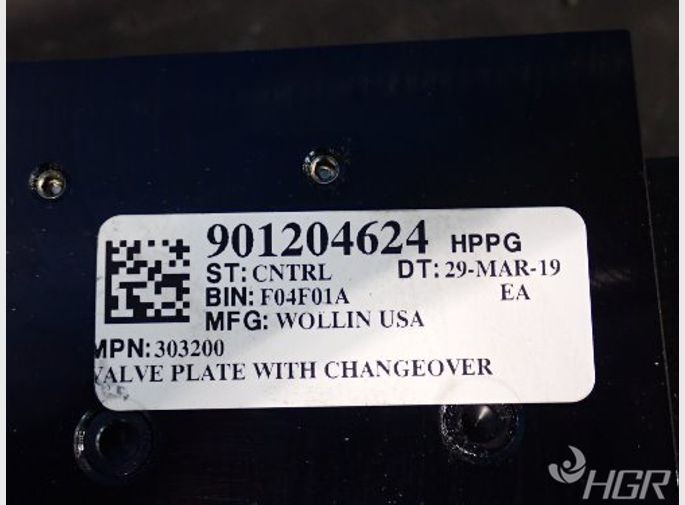 901204624 HPPG
ST: CNTRL DT: 29-MAR-19
BIN: F04F01A EA
MFG: WOLLIN USA
MPN: 303200
VALVE PLATE WITH CHANGEOVER
HGR